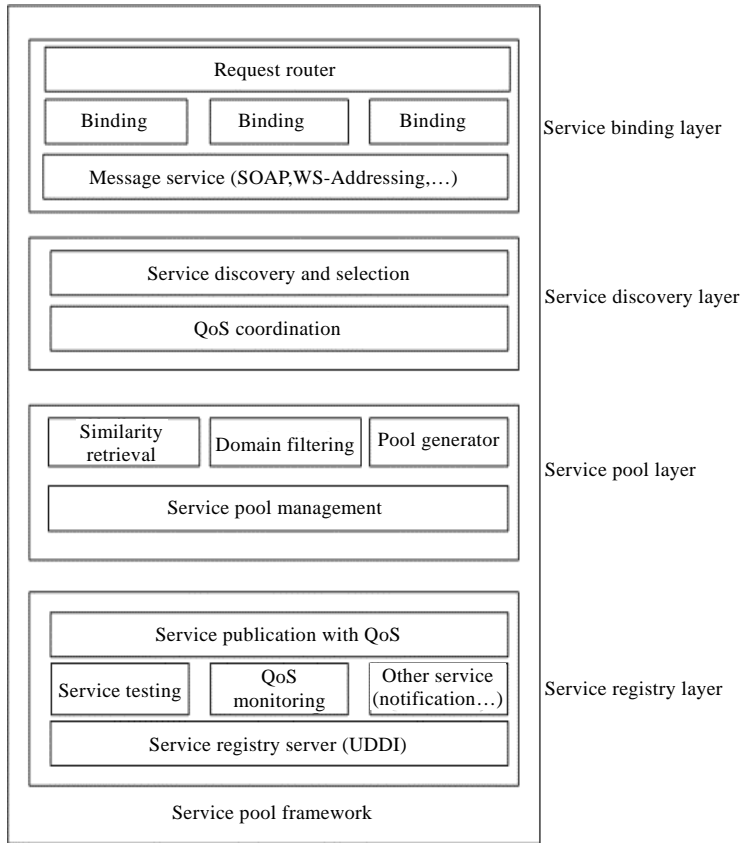 Request router
Binding
Binding
Binding
Message service (SOAP,WS-Addressing,…)
Service binding layer
Service discovery and selection
QoS coordination
Service discovery layer
Similarity
retrieval
Domain filtering
Pool generator
Service pool management
Service pool layer
Service publication with QoS
Service testing
QoS
monitoring
Other service
(notification…)
Service registry server (UDDI)
Service registry layer
Service pool framework